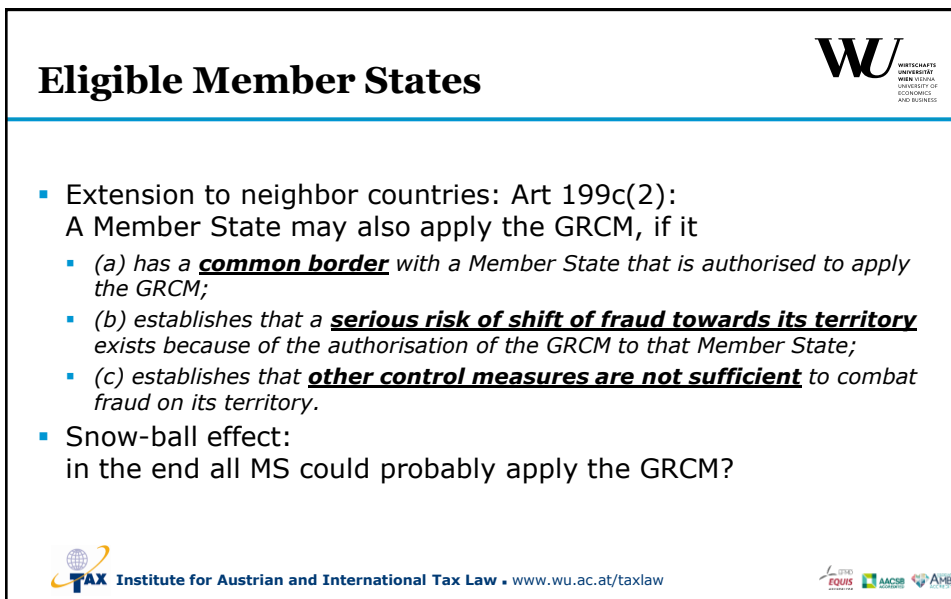 Eligible Member States
WU
WIRTSCHAFTS
UNIVERSITÄT
WIEN VIENNA
UNIVERSITY OF
ECONOMICS
AND BUSINESS
▪ Extension to neighbor countries: Art 199c(2):
A Member State may also apply the GRCM, if it
▪ (a) has a common border with a Member State that is authorised to apply
the GRCM;
▪ (b) establishes that a serious risk of shift of fraud towards its territory
exists because of the authorisation of the GRCM to that Member State;
▪ (c) establishes that other control measures are not sufficient to combat
fraud on its territory.
▪ Snow-ball effect:
in the end all MS could probably apply the GRCM?
TAX Institute for Austrian and International Tax Law ▪ www.wu.ac.at/taxlaw
EQUIS
AACSB
ACCREDITED
AMB